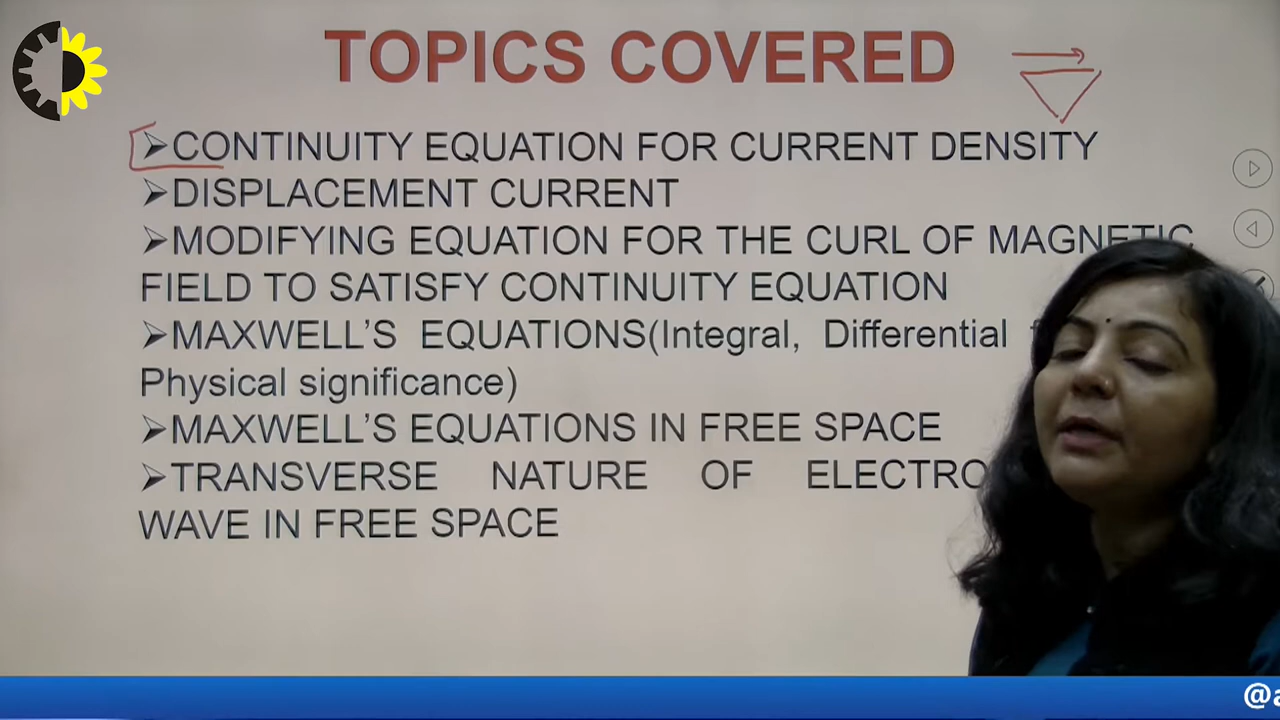 TOPICS COVERED
➢CONTINUITY EQUATION FOR CURRENT DENSITY
➢DISPLACEMENT CURRENT
➢MODIFYING EQUATION FOR THE CURL OF MAGNETIC
FIELD TO SATISFY CONTINUITY EQUATION
➢MAXWELL’S EQUATIONS(Integral, Differential
Physical significance)
➢MAXWELL’S EQUATIONS IN FREE SPACE
➢TRANSVERSE NATURE OF
WAVE IN FREE SPACE